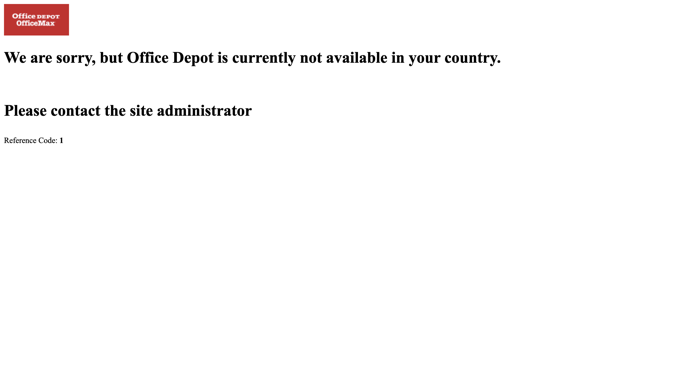 Office DEPOT
OfficeMax
We are sorry, but Office Depot is currently not available in your country.
Please contact the site administrator
Reference Code: 1